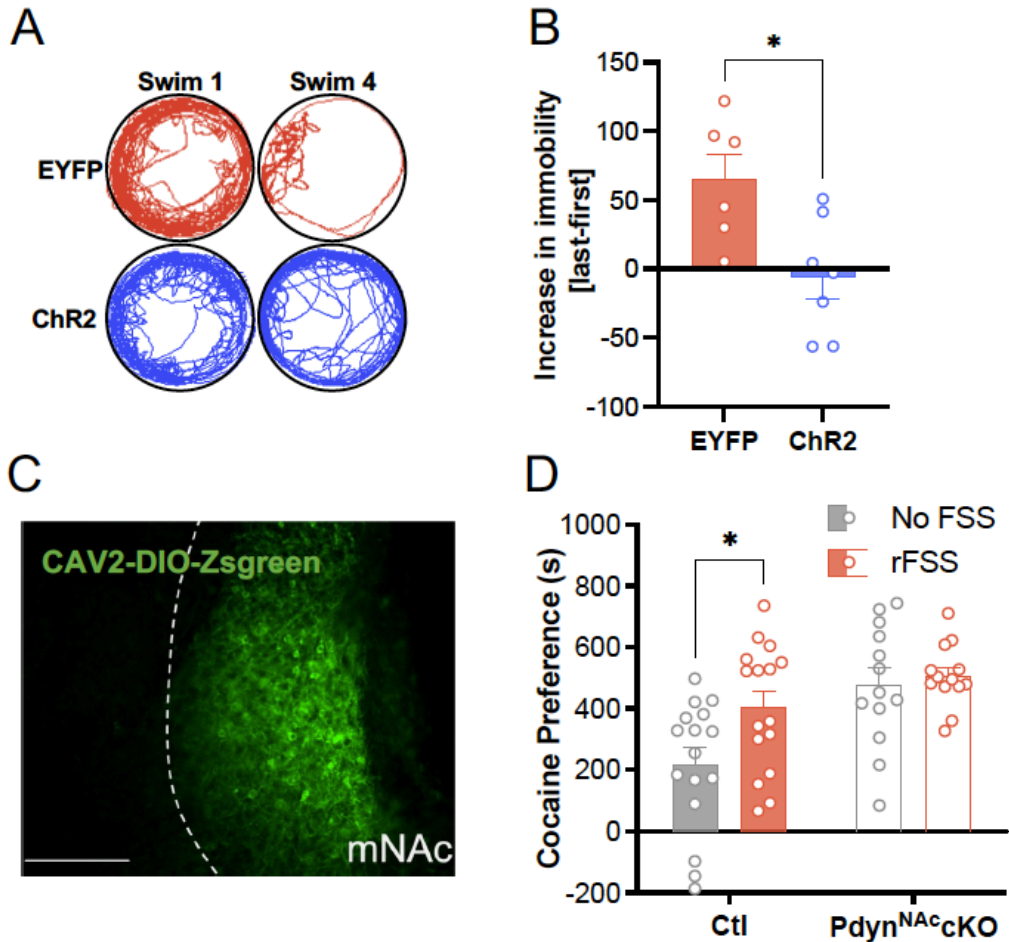 A
Swim 1 Swim 4
EYFP
ChR2
B
*
Increase in immobility
[last-first]
150
100
50
0
-50
-100
EYFP ChR2
C
CAV2-DIO-Zsgreen
mNAc
D
No FSS
rFSS
*
Cocaine Preference (s)
1000
800
600
400
200
0
-200
Ctl Pdyn^NAc cKO